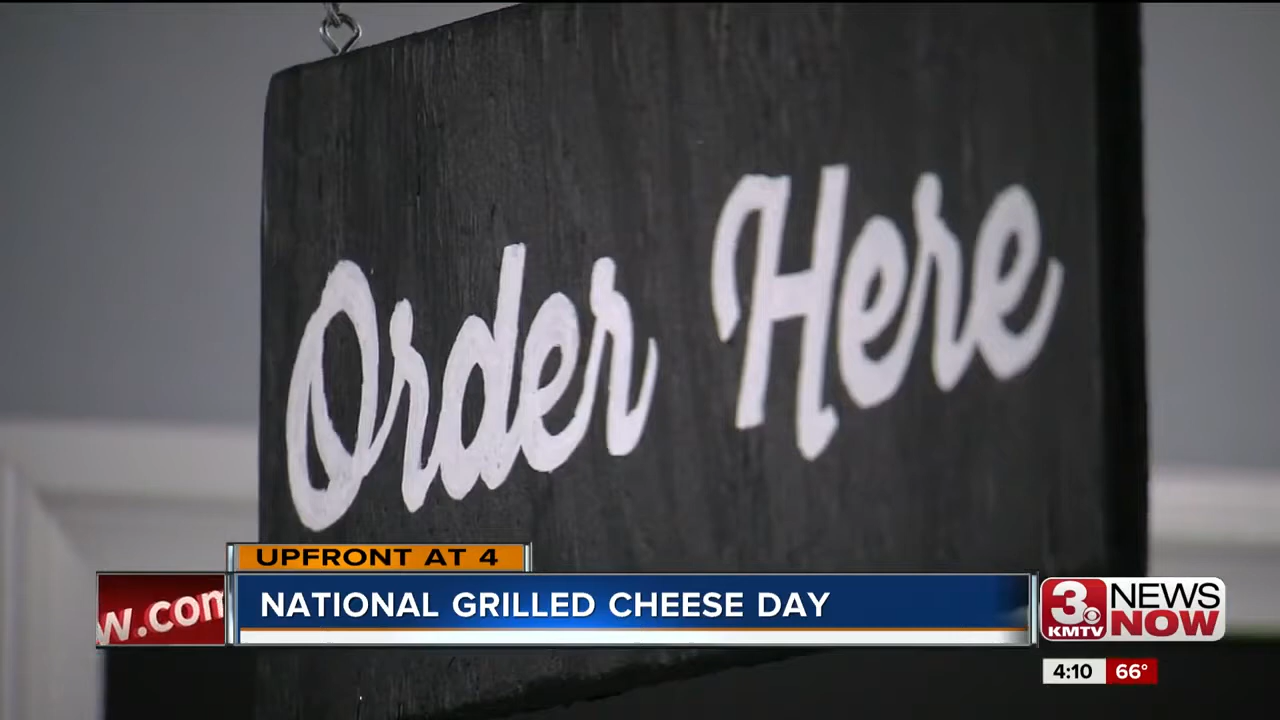 Order Here
UPFRONT AT 4
w.com
NATIONAL GRILLED CHEESE DAY
3 KMTV NEWS NOW
4:10 66°